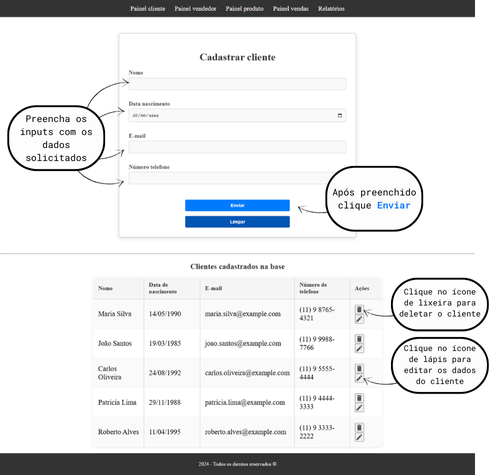 Painel cliente Painel vendedor Painel produto Painel vendas Relatórios
Cadastrar cliente
Nome
Data nascimento
dd/mm/aaaa
E-mail
Número telefone
Enviar
Limpar
Preencha os
inputs com os
dados
solicitados
Após preenchido
clique Enviar
Clientes cadastrados na base
Nome Data de nascimento E-mail Número de telefone Ações
Maria Silva 14/05/1990 maria.silva@example.com (11) 9 8765-4321
João Santos 19/03/1985 joao.santos@example.com (11) 9 9988-7766
Carlos Oliveira 24/08/1992 carlos.oliveira@example.com (11) 9 5555-4444
Patricia Lima 29/11/1988 patricia.lima@example.com (11) 9 4444-3333
Roberto Alves 11/04/1995 roberto.alves@example.com (11) 9 3333-2222
Clique no ícone
de lixeira para
deletar o cliente
Clique no ícone
de lápis para
editar os dados
do cliente
2024 - Todos os direitos reservados ©